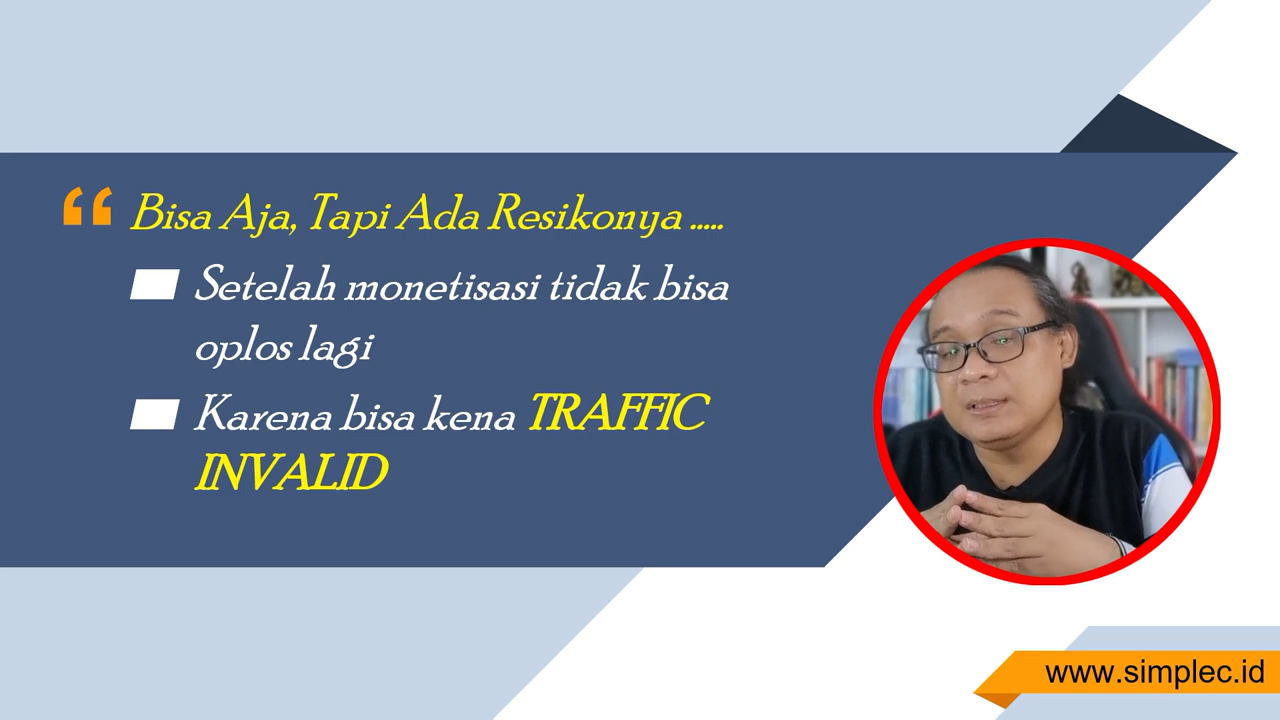 “ Bisa Aja, Tapi Ada Resikonya .....
Setelah monetisasi tidak bisa
oplos lagi
Karena bisa kena TRAFFIC
INVALID
www.simplec.id